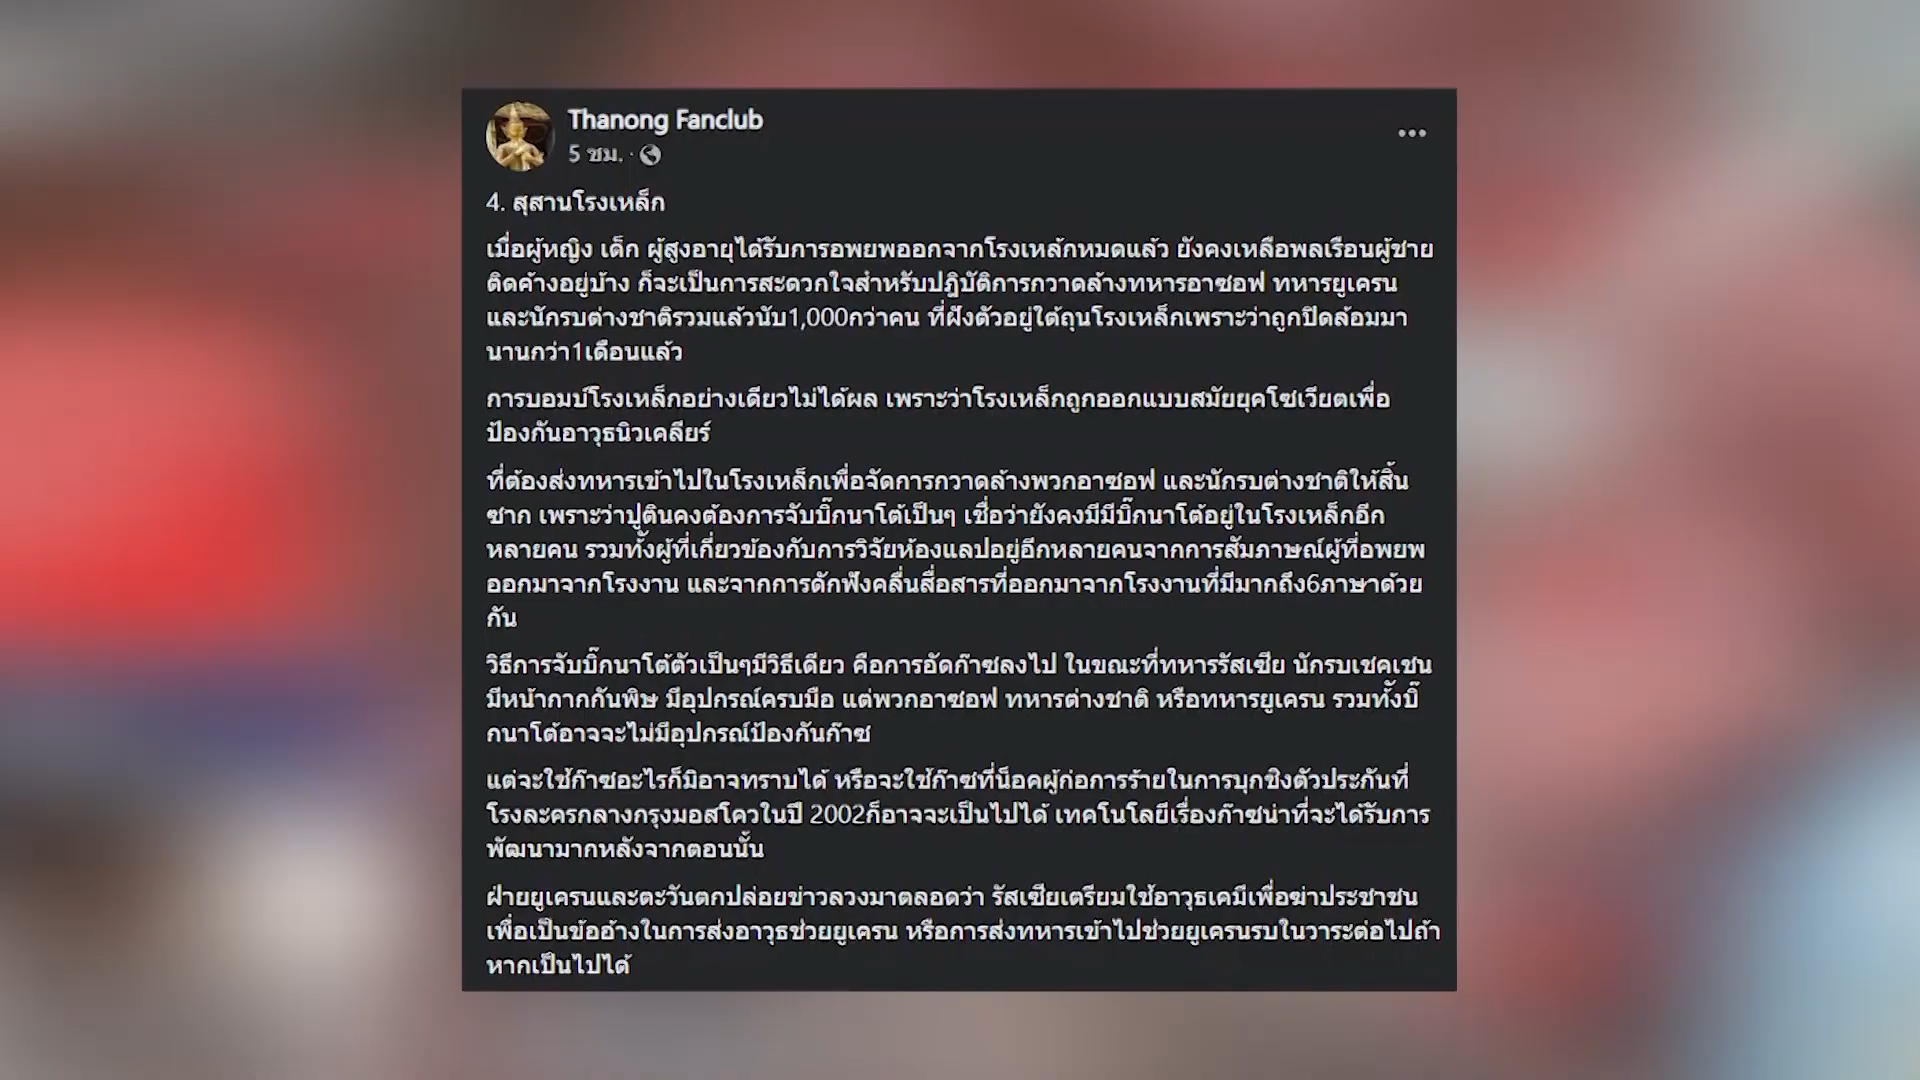 Thanong Fanclub
5 ชม. ·
4. สุสานโรงเหล็ก
เมื่อผู้หญิง เด็ก ผู้สูงอายุได้รับการอพยพออกจากโรงเหล้กหมดแล้ว ยังคงเหลือพลเรือนผู้ชาย
ติดค้างอยู่บ้าง ก็จะเป็นการสะดวกใจสำหรับปฏิบัติการกวาดล้างทหารอาซอฟ ทหารยูเครน
และนักรบต่างชาติรวมแล้วนับ1,000กว่าคน ที่ฝังตัวอยู่ใต้ถุนโรงเหล็กเพราะว่าถูกปิดล้อมมา
นานกว่า1เดือนแล้ว
การบอมบ์โรงเหล็กอย่างเดียวไม่ได้ผล เพราะว่าโรงเหล็กถูกออกแบบสมัยยุคโซเวียตเพื่อ
ป้องกันอาวุธนิวเคลียร์
ที่ต้องส่งทหารเข้าไปในโรงเหล็กเพื่อจัดการกวาดล้างพวกอาซอฟ และนักรบต่างชาติให้สิ้น
ซาก เพราะว่าปูตินคงต้องการจับบิ๊กนาโต้เป็นๆ เชื่อว่ายังคงมีมีบิ๊กนาโต้อยู่ในโรงเหล็กอีก
หลายคน รวมทั้งผู้ที่เกี่ยวข้องกับการวิจัยห้องแลปอยู่อีกหลายคนจากการสัมภาษณ์ผู้ที่อพยพ
ออกมาจากโรงงาน และจากการดักฟังคลื่นสื่อสารที่ออกมาจากโรงงานที่มีมากถึง6ภาษาด้วย
กัน
วิธีการจับบิ๊กนาโต้ตัวเป็นๆมีวิธีเดียว คือการอัดก๊าซลงไป ในขณะที่ทหารรัสเซีย นักรบเชคเชน
มีหน้ากากกันพิษ มีอุปกรณ์ครบมือ แต่พวกอาซอฟ ทหารต่างชาติ หรือทหารยูเครน รวมทั้งบิ๊
กนาโต้อาจจะไม่มีอุปกรณ์ป้องกันก๊าซ
แต่จะใช้ก๊าซอะไรก็มิอาจทราบได้ หรือจะใช้ก๊าซที่น็อคผู้ก่อการร้ายในการบุกชิงตัวประกันที่
โรงละครกลางกรุงมอสโควในปี 2002ก็อาจจะเป็นไปได้ เทคโนโลยีเรื่องก๊าซน่าที่จะได้รับการ
พัฒนามากหลังจากตอนนั้น
ฝ่ายยูเครนและตะวันตกปล่อยข่าวลวงมาตลอดว่า รัสเซียเตรียมใช้อาวุธเคมีเพื่อฆ่าประชาชน
เพื่อเป็นข้ออ้างในการส่งอาวุธช่วยยูเครน หรือการส่งทหารเข้าไปช่วยยูเครนรบในวาระต่อไปถ้า
หากเป็นไปได้